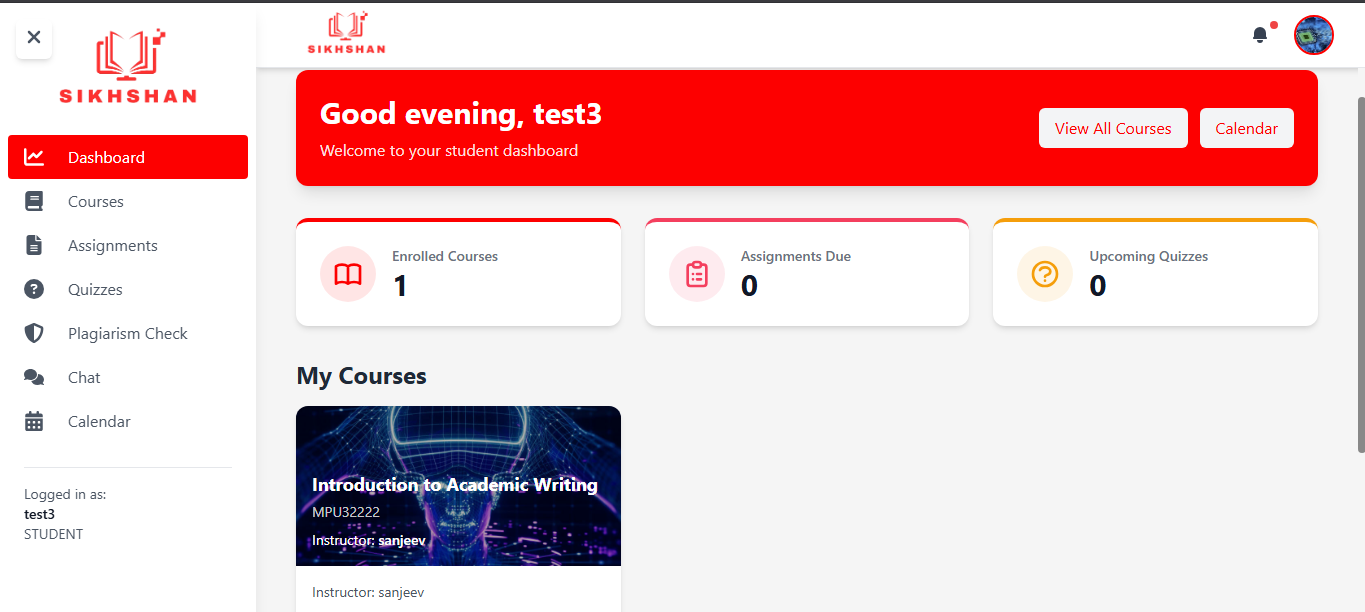 SIKHSHAN
Dashboard
Courses
Assignments
Quizzes
Plagiarism Check
Chat
Calendar
Logged in as:
test3
STUDENT
SIKHSHAN
Good evening, test3
Welcome to your student dashboard
View All Courses
Calendar
Enrolled Courses
1
Assignments Due
0
Upcoming Quizzes
0
My Courses
Introduction to Academic Writing
MPU32222
Instructor: sanjeev
Instructor: sanjeev